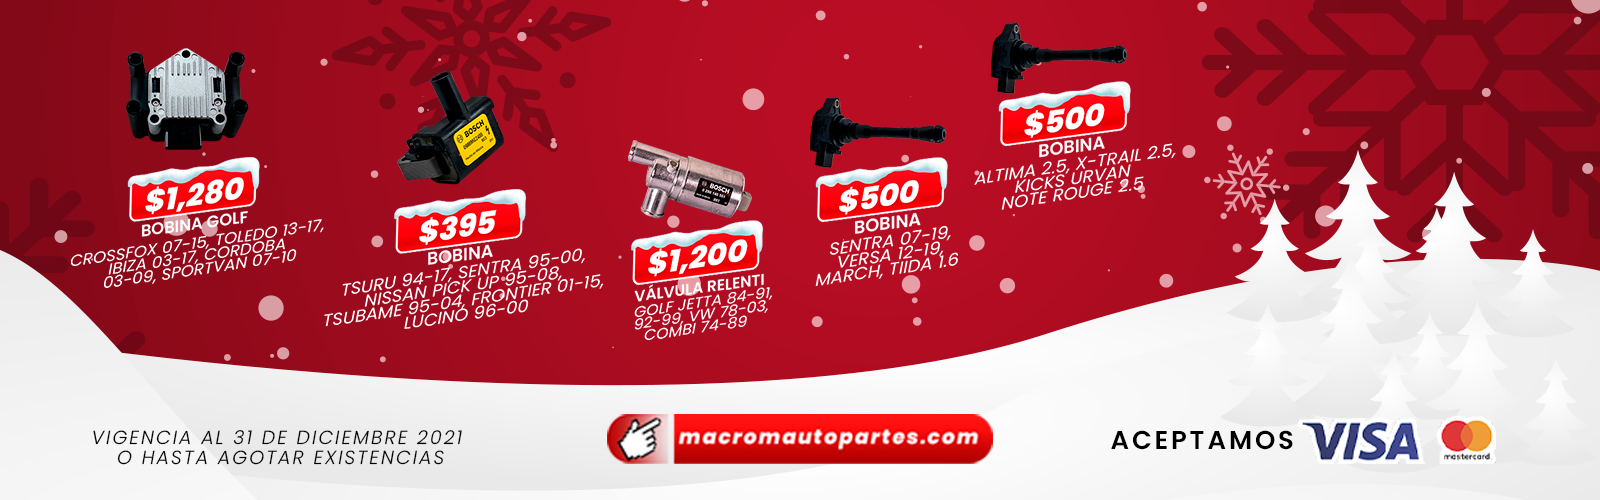 $1,280
BOBINA GOLF
CROSSFOX 07-15, TOLEDO 13-17,
IBIZA 03-17, CORDOBA
03-09, SPORTVAN 07-10
BOSCH
$395
BOBINA
TSURU 94-17, SENTRA 95-00,
NISSAN PICK UP 95-08,
TSUBAME 95-04, FRONTIER 01-15,
LUCINO 96-00
BOSCH
$1,200
VÁLVULA RELENTI
GOLF JETTA 84-91,
92-99, VW 78-03,
COMBI 74-89
$500
BOBINA
SENTRA 07-19,
VERSA 12-19,
MARCH, TIIDA 1.6
$500
BOBINA
ALTIMA 2.5, X-TRAIL 2.5,
KICKS URVAN
NOTE ROUGE 2.5
VIGENCIA AL 31 DE DICIEMBRE 2021
O HASTA AGOTAR EXISTENCIAS
macromautopartes.com
ACEPTAMOS VISA
mastercard